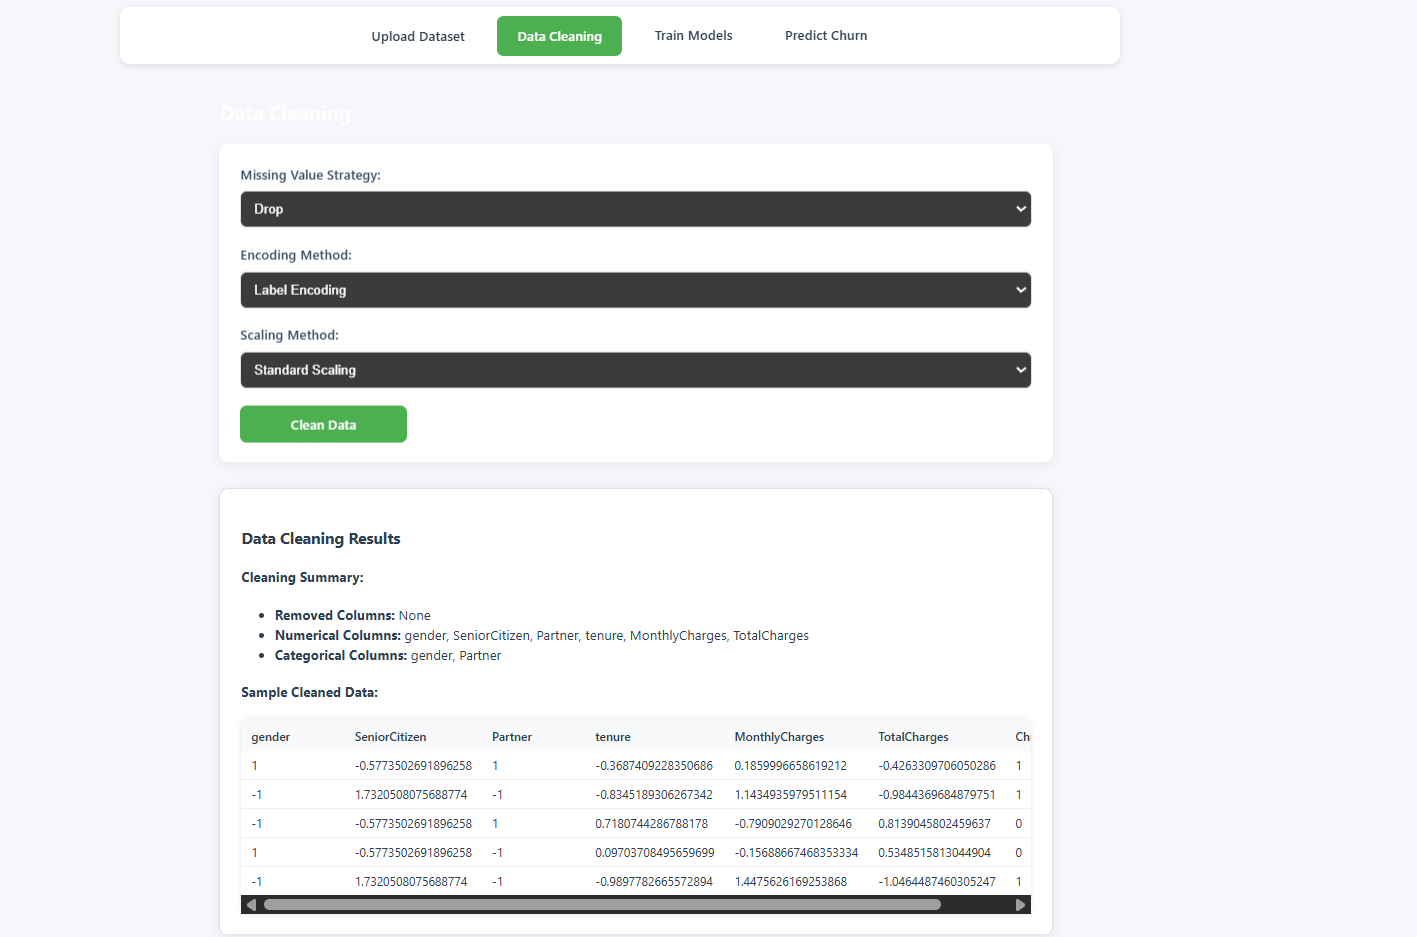 Upload Dataset Data Cleaning Train Models Predict Churn
Data Cleaning
Missing Value Strategy:
Drop
Encoding Method:
Label Encoding
Scaling Method:
Standard Scaling
Clean Data
Data Cleaning Results
Cleaning Summary:
Removed Columns: None
Numerical Columns: gender, SeniorCitizen, Partner, tenure, MonthlyCharges, TotalCharges
Categorical Columns: gender, Partner
Sample Cleaned Data:
gender SeniorCitizen Partner tenure MonthlyCharges TotalCharges Ch
1 -0.5773502691896258 1 -0.3687409228350686 0.1859996658619212 -0.4263309706050286 1
-1 1.7320508075688774 -1 -0.8345189306267342 1.1434935979511154 -0.9844369684879751 1
-1 -0.5773502691896258 1 0.7180744286788178 -0.7909029270128646 0.8139045802459637 0
1 -0.5773502691896258 -1 0.09703708495659699 -0.15688667468353334 0.5348515813044904 0
-1 1.7320508075688774 -1 -0.9897782665572894 1.4475626169253868 -1.0464487460305247 1